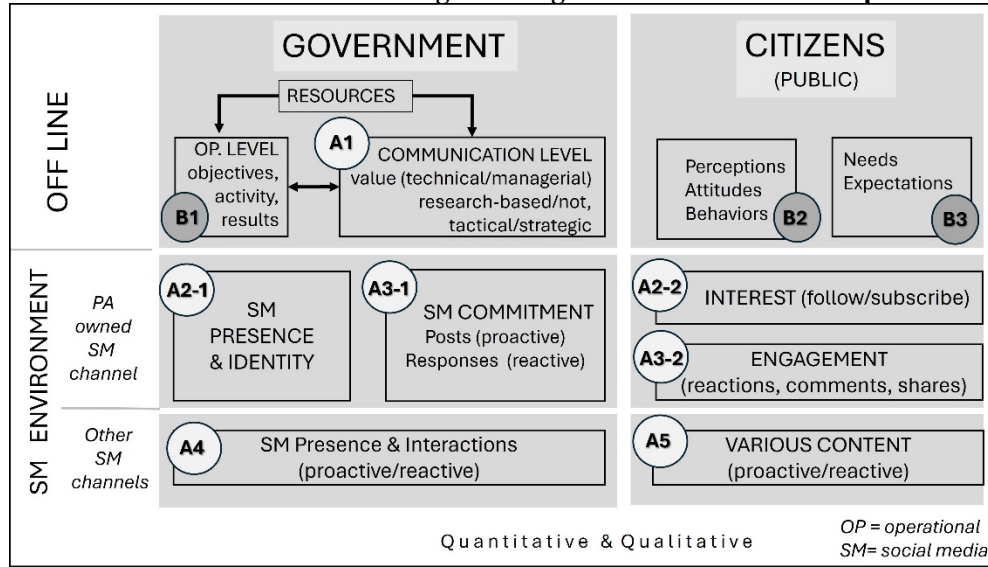 GOVERNMENT
CITIZENS
(PUBLIC)
OFF LINE
RESOURCES
A1
OP. LEVEL
objectives,
activity,
results
B1
COMMUNICATION LEVEL
value (technical/managerial)
research-based/not,
tactical/strategic
Perceptions
Attitudes
Behaviors
B2
Needs
Expectations
B3
SM ENVIRONMENT
PA
owned
SM
channel
A2-1
SM
PRESENCE
& IDENTITY
A3-1
SM COMMITMENT
Posts (proactive)
Responses (reactive)
A2-2
INTEREST (follow/subscribe)
A3-2
ENGAGEMENT
(reactions, comments, shares)
Other
SM
channels
A4
SM Presence & Interactions
(proactive/reactive)
A5
VARIOUS CONTENT
(proactive/reactive)
Quantitative & Qualitative
OP = operational
SM= social media